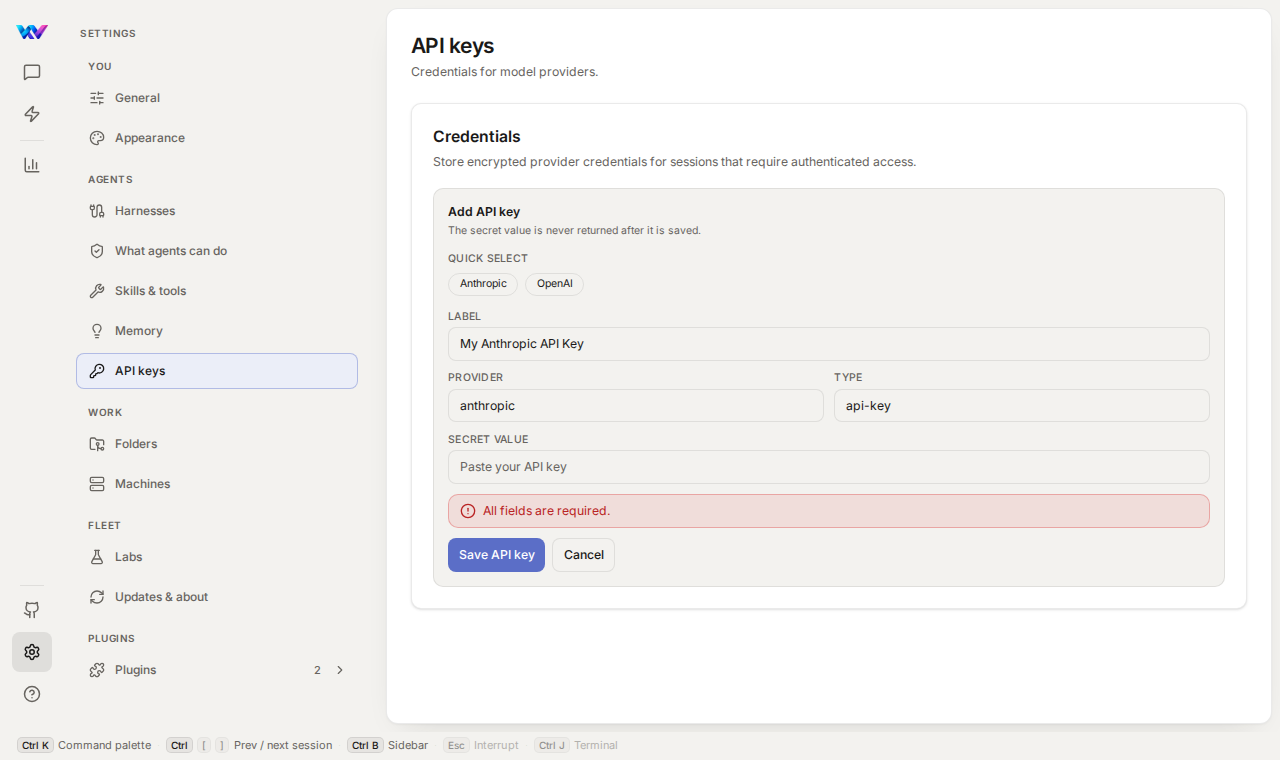 SETTINGS
YOU
General
Appearance
AGENTS
Harnesses
What agents can do
Skills & tools
Memory
API keys
WORK
Folders
Machines
FLEET
Labs
Updates & about
PLUGINS
Plugins 2
API keys
Credentials for model providers.
Credentials
Store encrypted provider credentials for sessions that require authenticated access.
Add API key
The secret value is never returned after it is saved.
QUICK SELECT
Anthropic OpenAI
LABEL
My Anthropic API Key
PROVIDER TYPE
anthropic api-key
SECRET VALUE
Paste your API key
All fields are required.
Save API key Cancel
Ctrl K Command palette Ctrl [ ] Prev / next session Ctrl B Sidebar Esc Interrupt Ctrl J Terminal